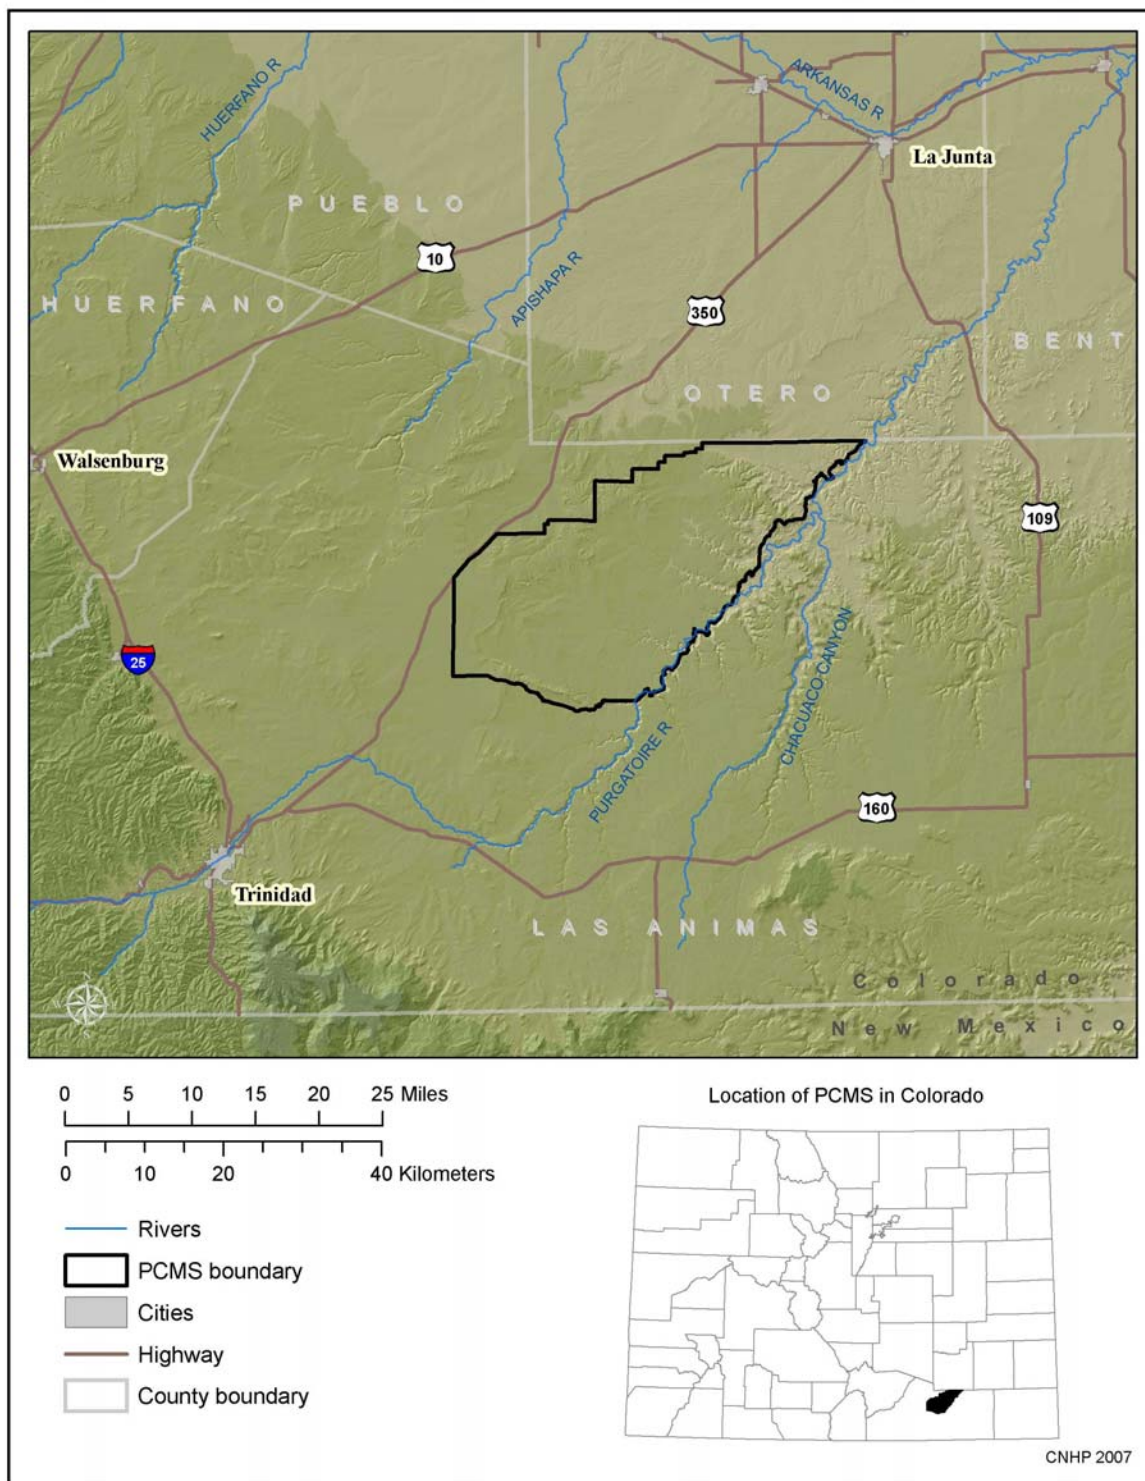 HUERFANO R
ARKANSAS R
La Junta
PUEBLO
10
APISHAPA R
HUERFANO
350
BENT
OTERO
Walsenburg
109
25
CHACUACO CANYON
PURGATOIRE R
160
Trinidad
LAS ANIMAS
Colorado
New Mexico
0 5 10 15 20 25 Miles
0 10 20 40 Kilometers
Rivers
PCMS boundary
Cities
Highway
County boundary
Location of PCMS in Colorado
CNHP 2007